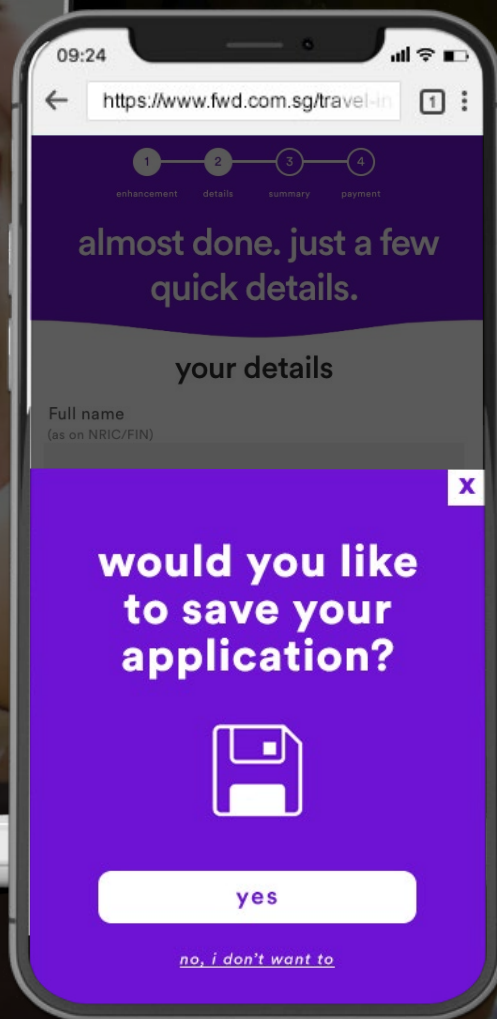 09:24
https://www.fwd.com.sg/travel-in
1
1 2 3 4
enhancement details summary payment
almost done. just a few
quick details.
your details
Full name
(as on NRIC/FIN)
x
would you like
to save your
application?
yes
no, i don't want to